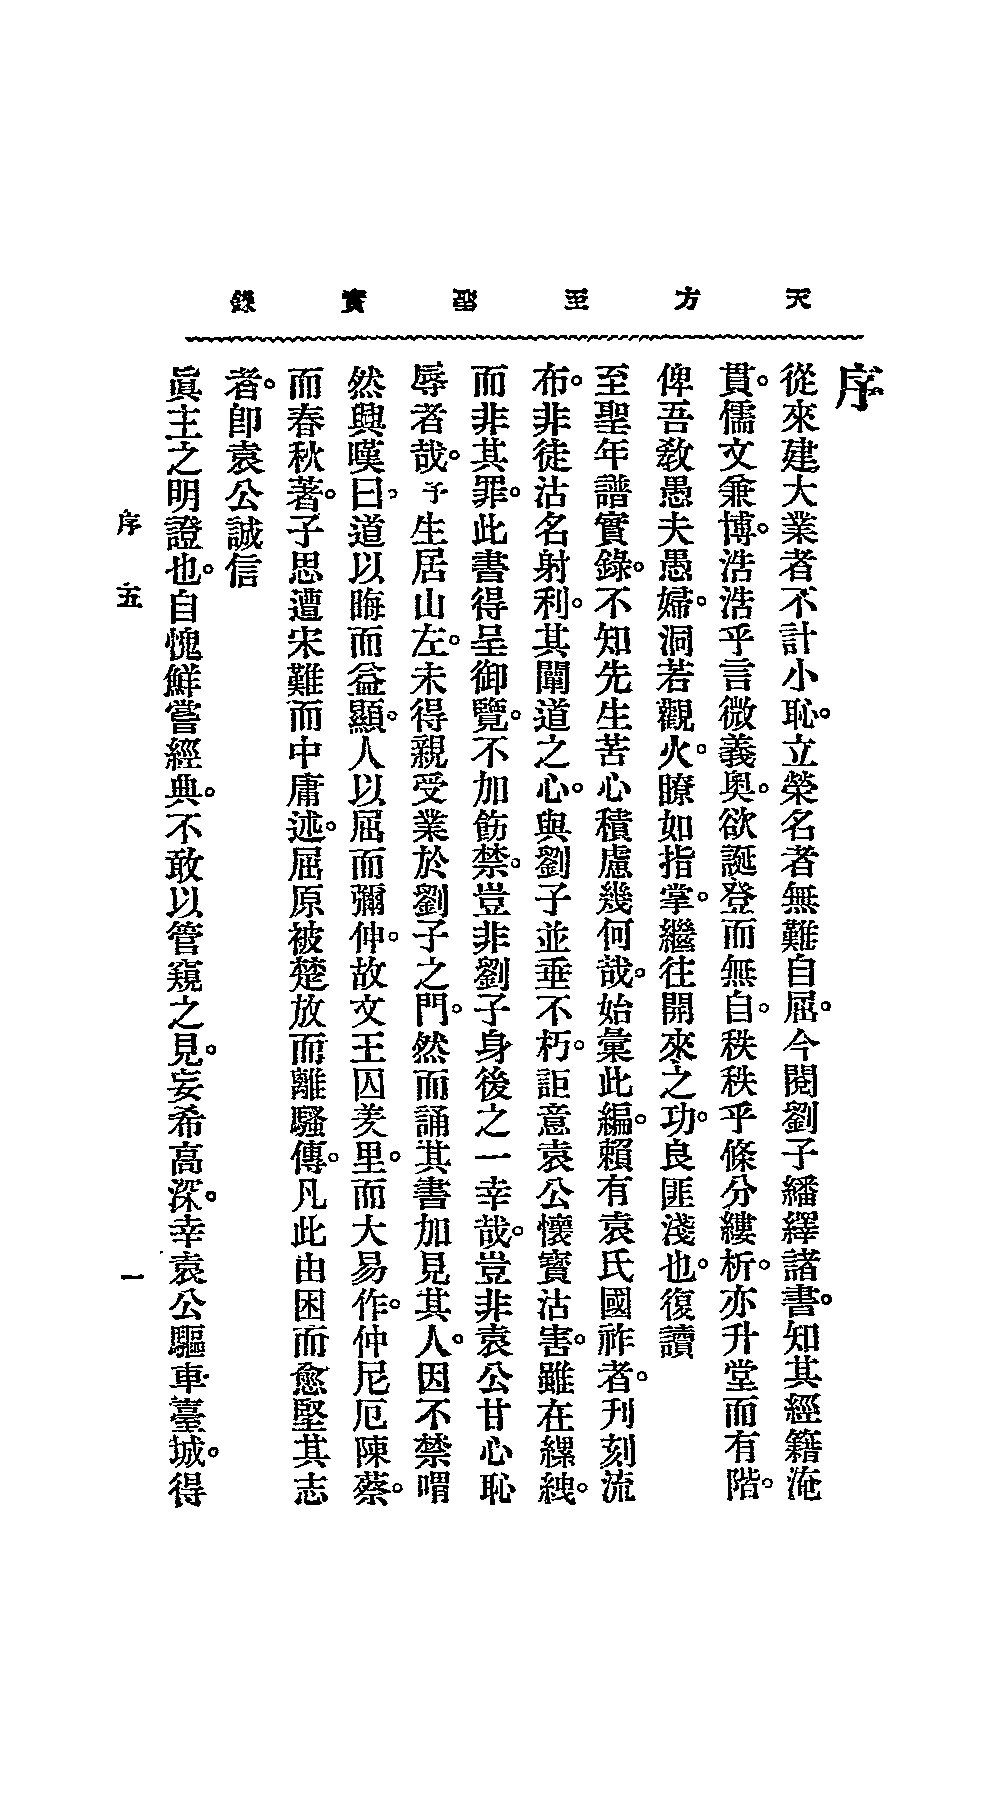 天方至聖實錄
序
從來建大業者不計小恥。立榮名者無難自屈。今閱劉子繙繹諸書。知其經籍淹
貫。儒文兼博。浩浩乎言微義奧。欲誕登而無自。秩秩乎條分縷析。亦升堂而有階。
俾吾敎愚夫愚婦。洞若觀火。瞭如指掌。繼往開來之功。良匪淺也。復讀
至聖年譜實錄。不知先生苦心積慮幾何哉。始彙此編。賴有袁氏國祚者。刋刻流
布。非徒沽名射利。其闡道之心。與劉子並垂不朽。詎意袁公懷寶沽害。雖在縲絏。
而非其罪。此書得呈御覽。不加飭禁。豈非劉子身後之一幸哉。豈非袁公甘心恥
辱者哉。予生居山左。未得親受業於劉子之門。然而誦其書加見其人。因不禁喟
然興嘆曰。道以晦而益顯。人以屈而彌伸。故文王囚羑里。而大易作。仲尼厄陳蔡。
而春秋著。子思遭宋難而中庸述。屈原被楚放而離騷傳。凡此由困而愈堅其志
者。卽袁公誠信
眞主之明證也。自愧鮮嘗經典。不敢以管窺之見。妄希高深。幸袁公驅車臺城。得
序五
一